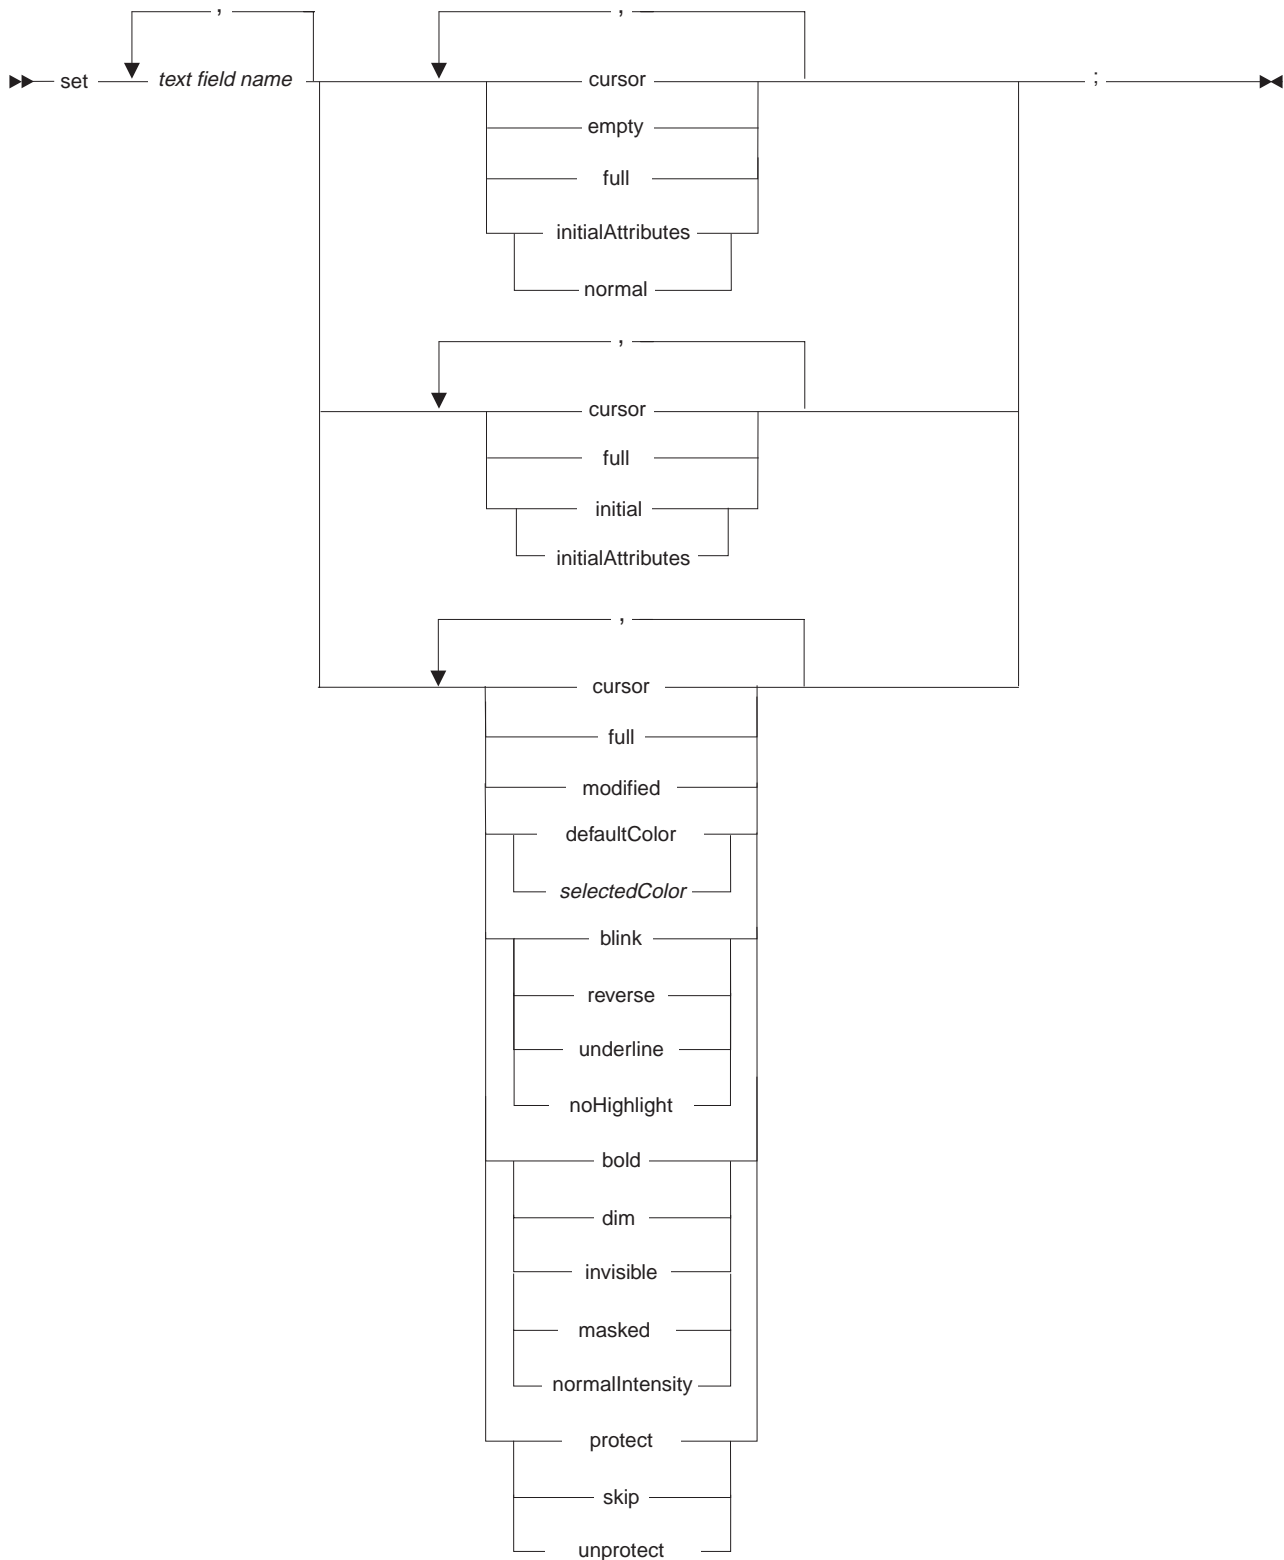 , ,
set text field name cursor ;
empty
full
initialAttributes
normal
,
cursor
full
initial
initialAttributes
,
cursor
full
modified
defaultColor
selectedColor
blink
reverse
underline
noHighlight
bold
dim
invisible
masked
normalIntensity
protect
skip
unprotect